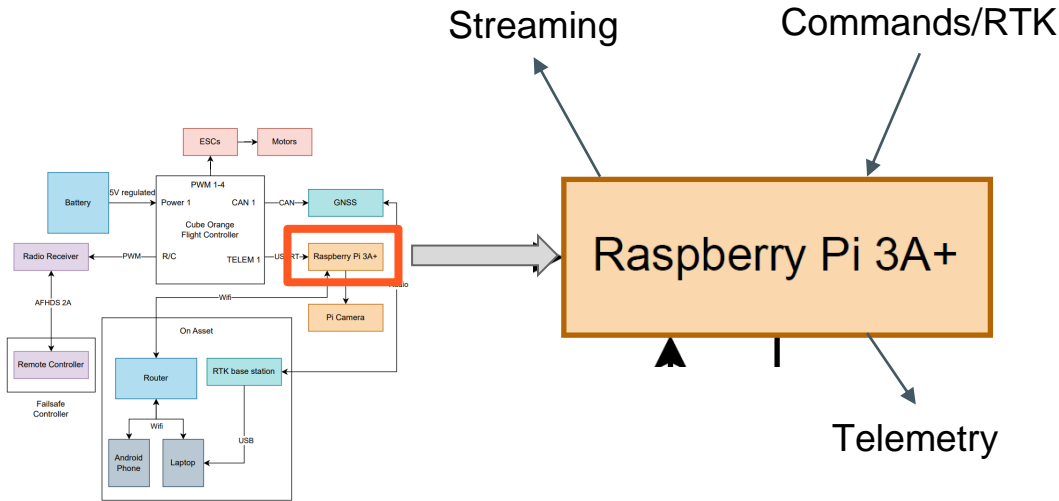 Streaming
Commands/RTK
ESCs
Motors
PWM 1-4
Battery
5V regulated
Power 1
CAN 1
CAN
GNSS
Cube Orange
Flight Controller
Radio Receiver
PWM
R/C
TELEM 1
Raspberry Pi 3A+
Raspberry Pi 3A+
Wifi
AFHDS 2A
Pi Camera
On Asset
Remote Controller
Router
RTK base station
Failsafe
Controller
Wifi
USB
Android
Phone
Laptop
Telemetry